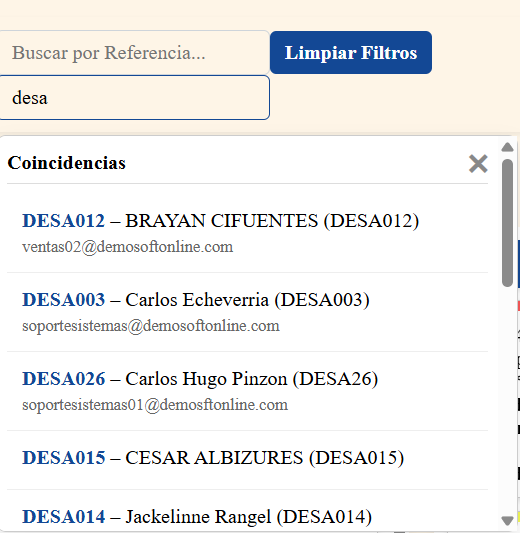 Buscar por Referencia...
Limpiar Filtros
desa
Coincidencias
DESA012 – BRAYAN CIFUENTES (DESA012)
ventas02@demosoftonline.com
DESA003 – Carlos Echeverria (DESA003)
soportesistemas@demosoftonline.com
DESA026 – Carlos Hugo Pinzon (DESA26)
soportesistemas01@demosftonline.com
DESA015 – CESAR ALBIZURES (DESA015)
DESA014 – Jackelinne Rangel (DESA014)